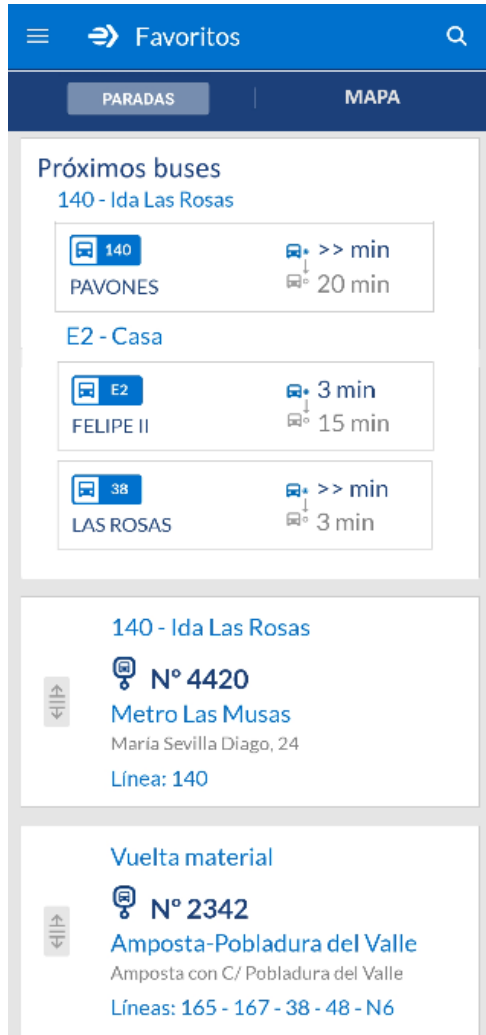 Favoritos
PARADAS
MAPA
Próximos buses
140 - Ida Las Rosas
140
>> min
PAVONES
20 min
E2 - Casa
E2
3 min
FELIPE II
15 min
38
>> min
LAS ROSAS
3 min
140 - Ida Las Rosas
Nº 4420
Metro Las Musas
María Sevilla Diago, 24
Línea: 140
Vuelta material
Nº 2342
Amposta-Pobladura del Valle
Amposta con C/ Pobladura del Valle
Líneas: 165 - 167 - 38 - 48 - N6